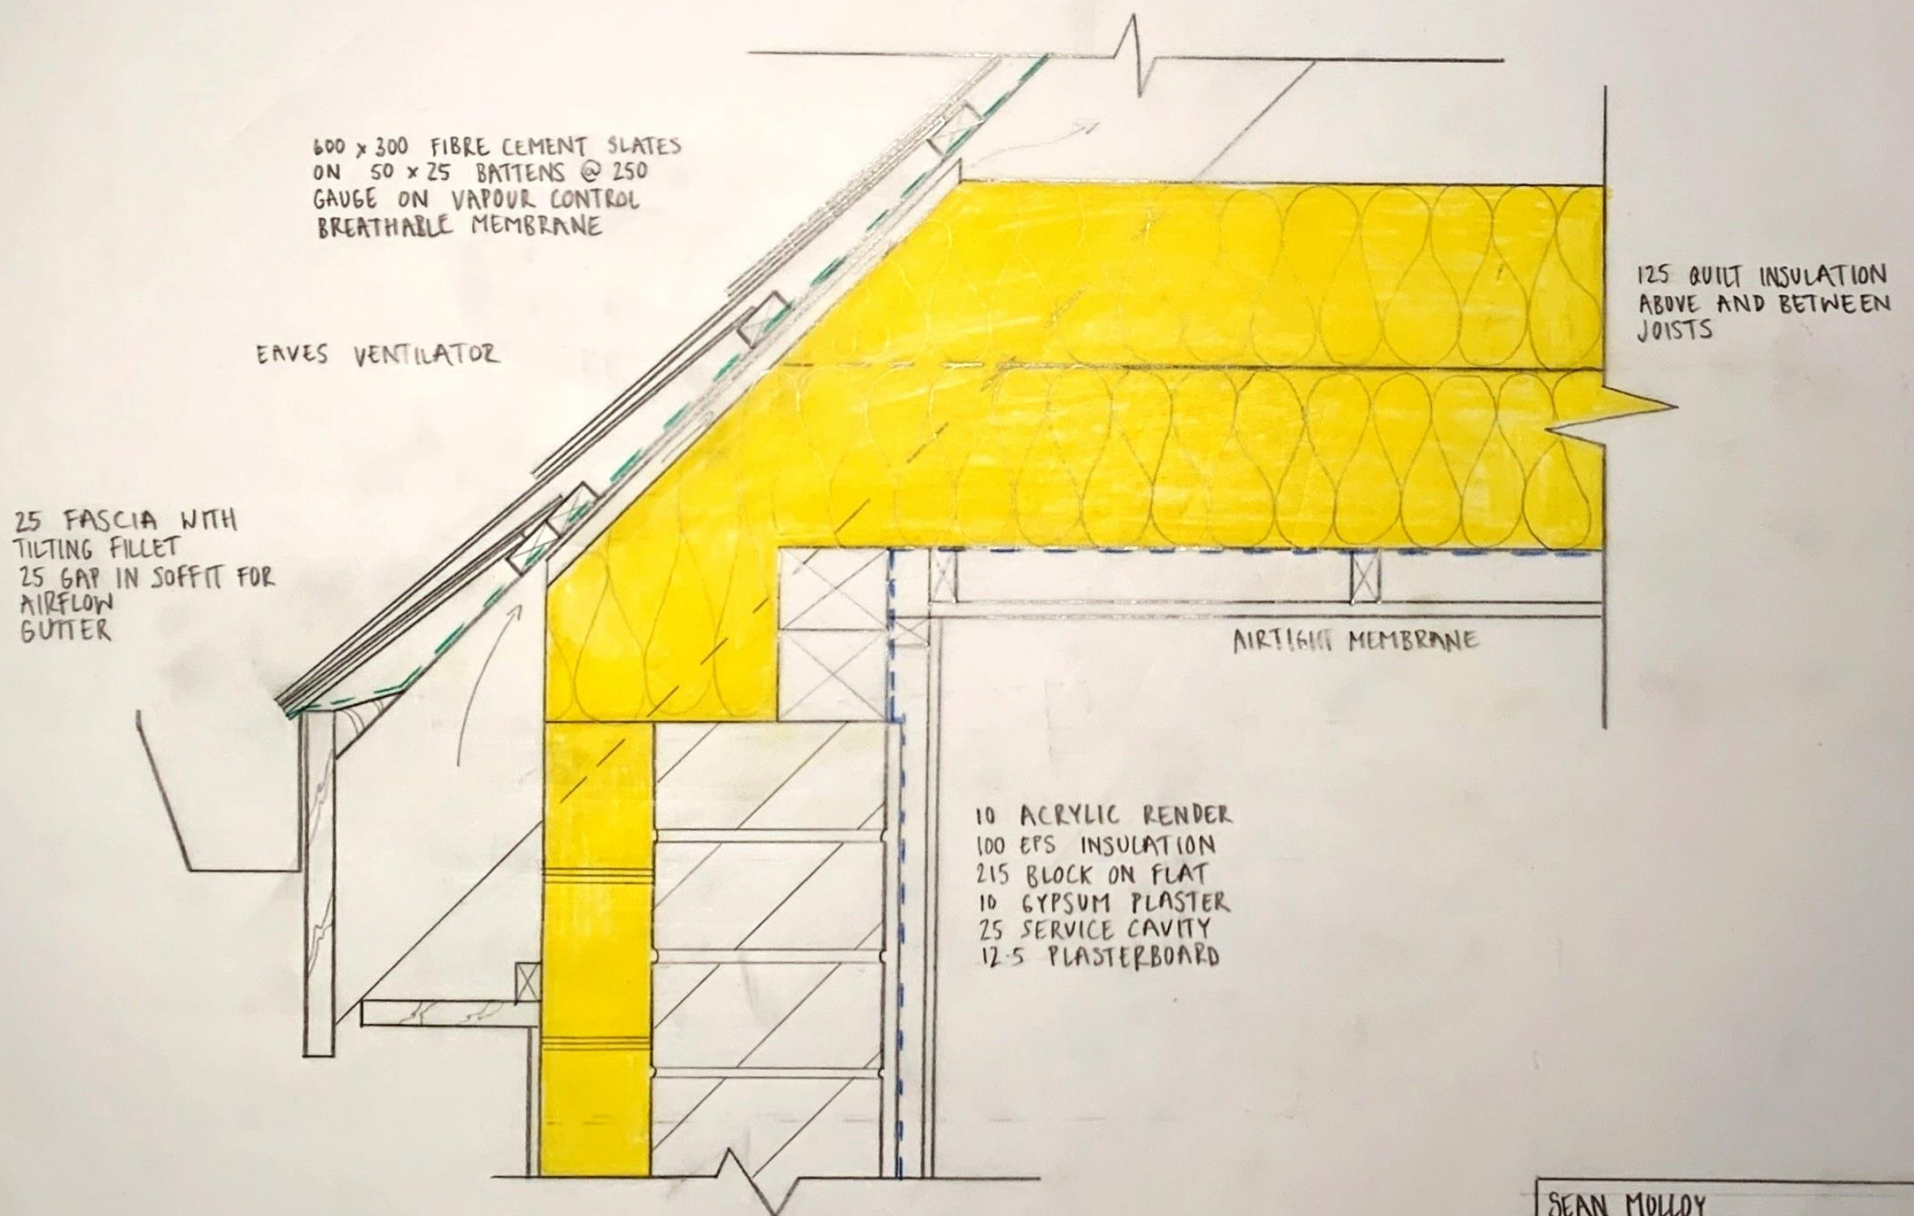 600 x 300 FIBRE CEMENT SLATES
ON 50 x 25 BATTENS @ 250
GAUGE ON VAPOUR CONTROL
BREATHABLE MEMBRANE
EAVES VENTILATOR
125 QUILT INSULATION
ABOVE AND BETWEEN
JOISTS
25 FASCIA WITH
TILTING FILLET
25 GAP IN SOFFIT FOR
AIRFLOW
GUTTER
AIRTIGHT MEMBRANE
10 ACRYLIC RENDER
100 EPS INSULATION
215 BLOCK ON FLAT
10 GYPSUM PLASTER
25 SERVICE CAVITY
12.5 PLASTERBOARD
SEAN MOLLOY